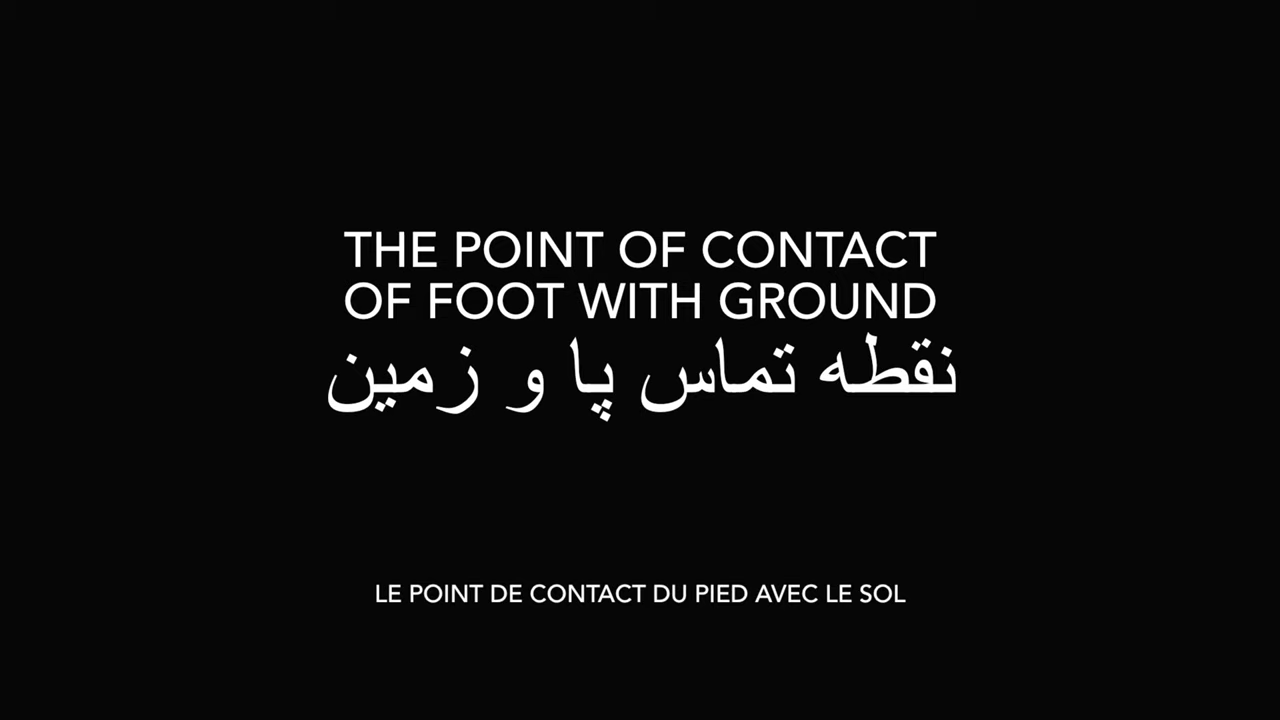 THE POINT OF CONTACT
OF FOOT WITH GROUND
نقطه تماس پا و زمین
LE POINT DE CONTACT DU PIED AVEC LE SOL